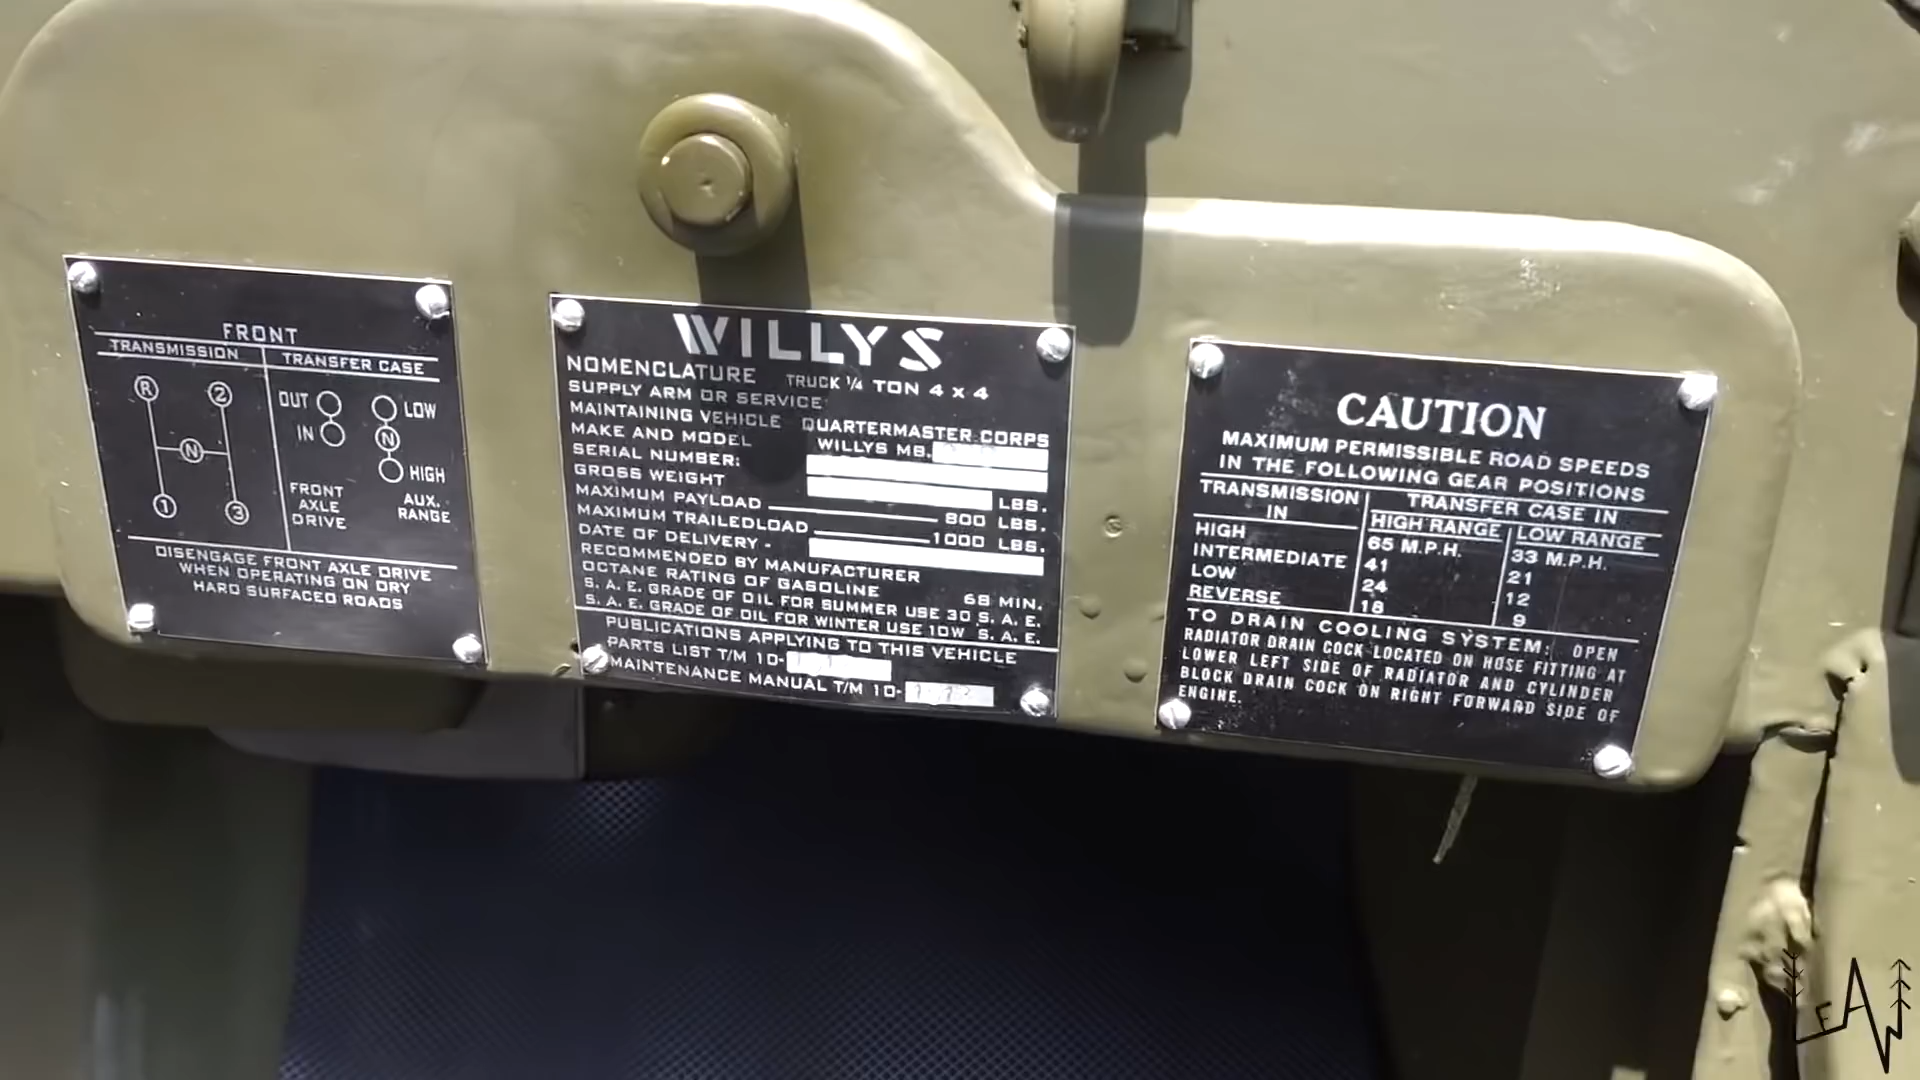 FRONT
TRANSMISSION TRANSFER CASE
R 2 OUT LOW
IN N
N HIGH
1 3 FRONT AXLE DRIVE AUX. RANGE
DISENGAGE FRONT AXLE DRIVE
WHEN OPERATING ON DRY
HARD SURFACED ROADS
WILLYS
NOMENCLATURE TRUCK 1/4 TON 4 x 4
SUPPLY ARM OR SERVICE
MAINTAINING VEHICLE QUARTERMASTER CORPS
MAKE AND MODEL WILLYS MB.
SERIAL NUMBER:
GROSS WEIGHT LBS.
MAXIMUM PAYLOAD 800 LBS.
MAXIMUM TRAILEDLOAD 1000 LBS.
DATE OF DELIVERY -
RECOMMENDED BY MANUFACTURER
OCTANE RATING OF GASOLINE 68 MIN.
S. A. E. GRADE OF OIL FOR SUMMER USE 30 S. A. E.
S. A. E. GRADE OF OIL FOR WINTER USE 10W S. A. E.
PUBLICATIONS APPLYING TO THIS VEHICLE
PARTS LIST T/M 10-
MAINTENANCE MANUAL T/M 10-
CAUTION
MAXIMUM PERMISSIBLE ROAD SPEEDS
IN THE FOLLOWING GEAR POSITIONS
TRANSMISSION IN TRANSFER CASE IN
HIGH RANGE LOW RANGE
HIGH 65 M.P.H. 33 M.P.H.
INTERMEDIATE 41 21
LOW 24 12
REVERSE 18 9
TO DRAIN COOLING SYSTEM: OPEN
RADIATOR DRAIN COCK LOCATED ON HOSE FITTING AT
LOWER LEFT SIDE OF RADIATOR AND CYLINDER
BLOCK DRAIN COCK ON RIGHT FORWARD SIDE OF
ENGINE.